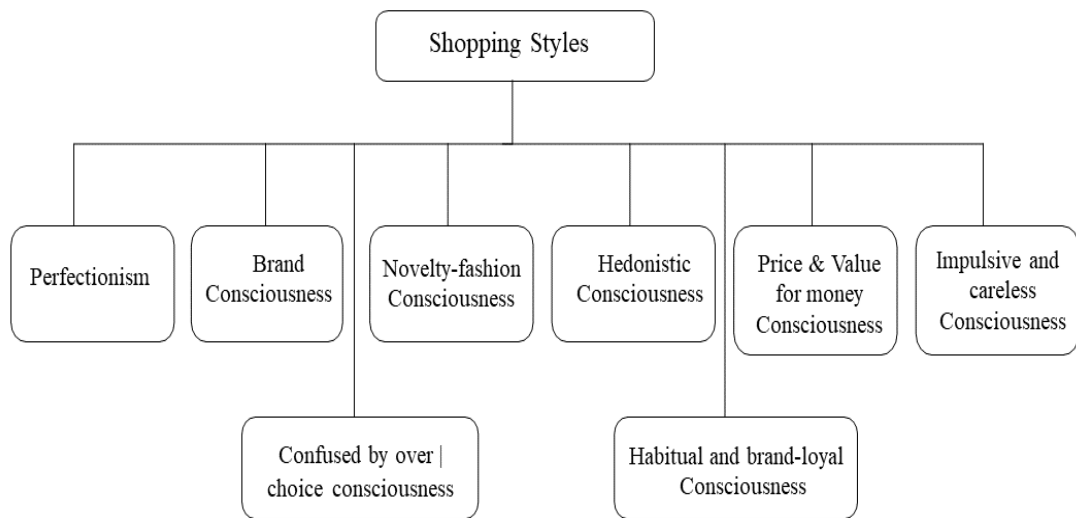 Shopping Styles
Perfectionism
Brand
Consciousness
Novelty-fashion
Consciousness
Hedonistic
Consciousness
Price & Value
for money
Consciousness
Impulsive and
careless
Consciousness
Confused by over |
choice consciousness
Habitual and brand-loyal
Consciousness